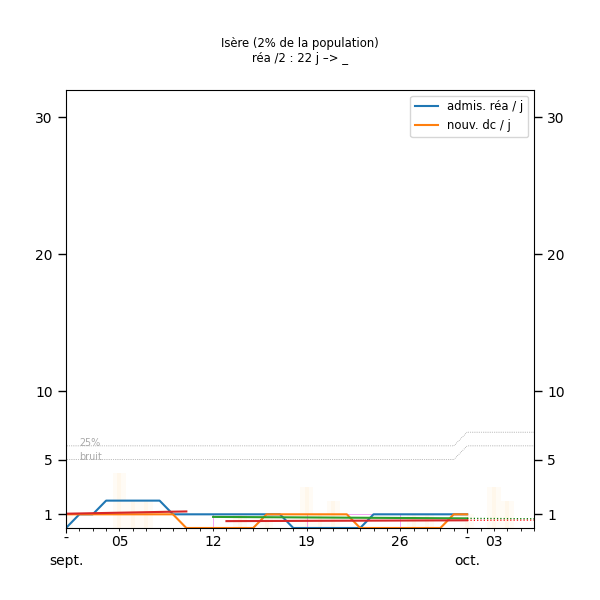 Isère (2% de la population)
réa /2 : 22 j –> _
admis. réa / j
nouv. dc / j
30
30
20
20
10
10
25%
bruit
5
5
1
1
-
05
12
19
26
-
03
sept.
oct.